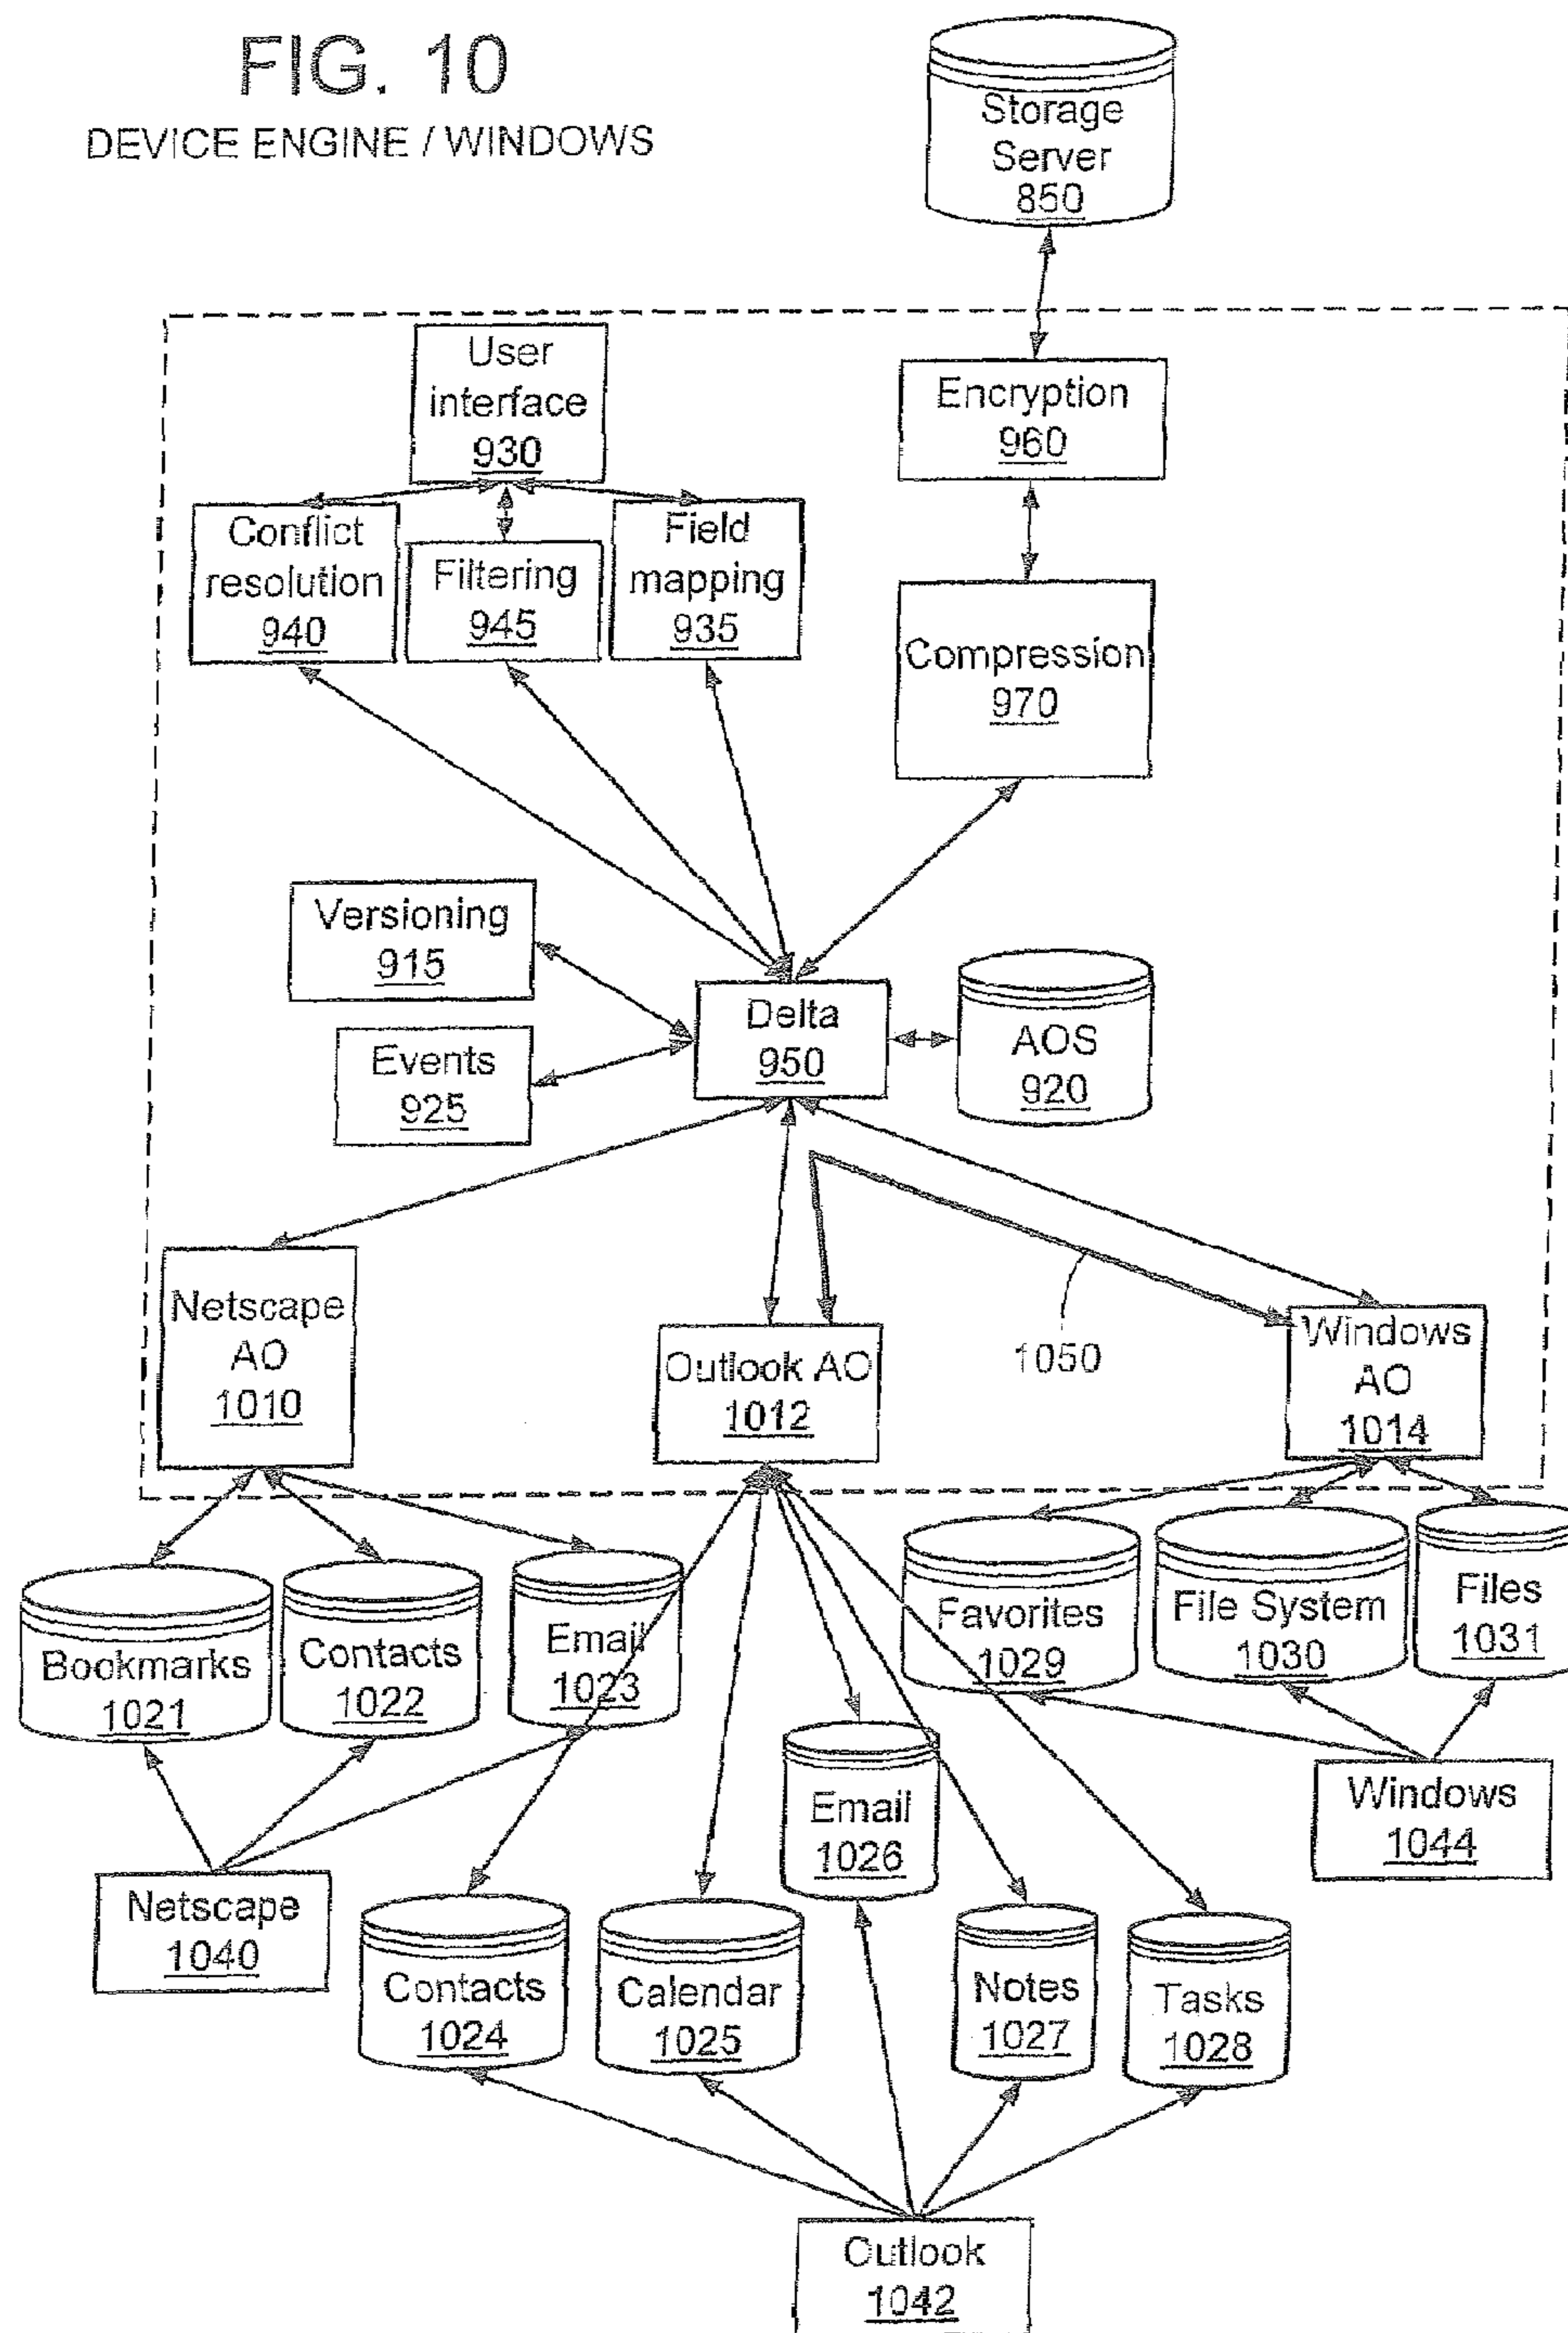 FIG. 10
DEVICE ENGINE / WINDOWS
Storage
Server
850
User
interface
930
Encryption
960
Conflict
resolution
940
Filtering
945
Field
mapping
935
Compression
970
Versioning
915
Events
925
Delta
950
AOS
920
Netscape
AO
1010
Outlook AO
1012
1050
Windows
AO
1014
Bookmarks
1021
Contacts
1022
Email
1023
Favorites
1029
File System
1030
Files
1031
Email
1026
Windows
1044
Netscape
1040
Contacts
1024
Calendar
1025
Notes
1027
Tasks
1028
Outlook
1042